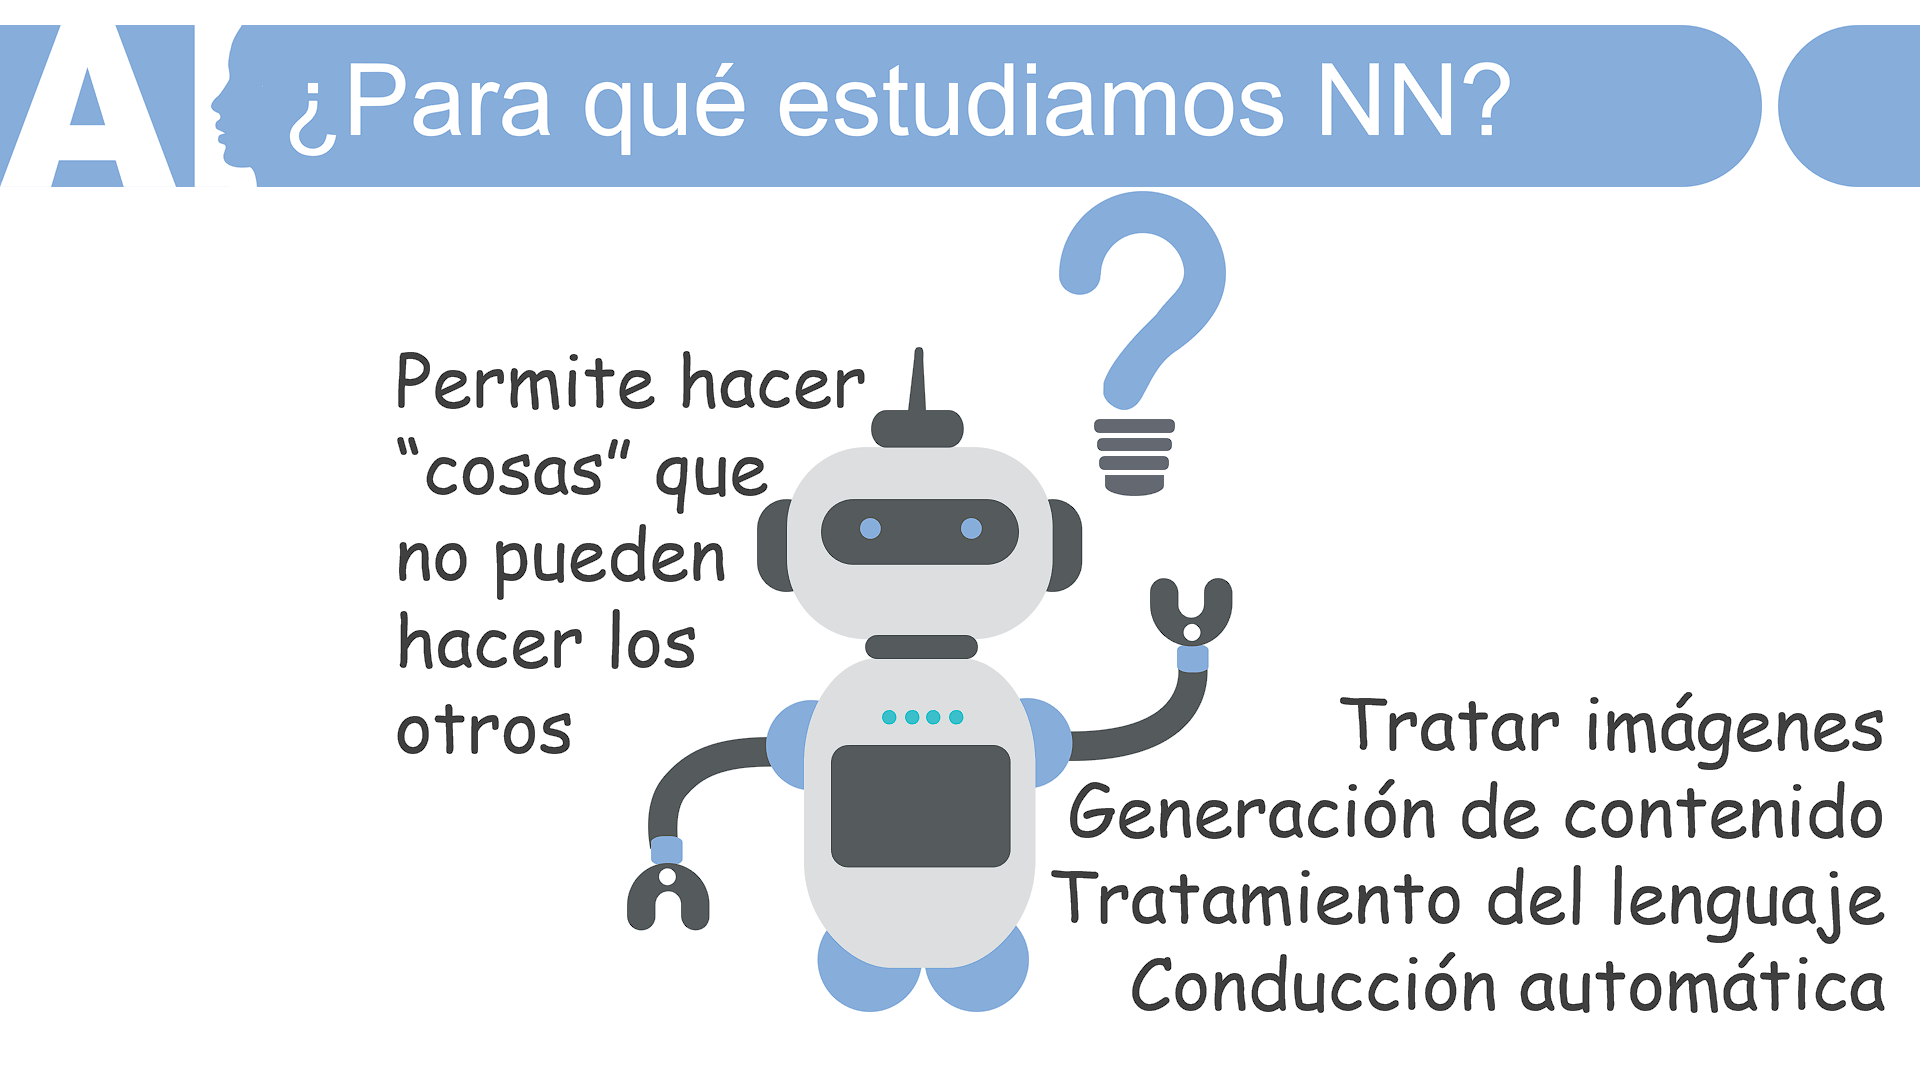 AI
¿Para qué estudiamos NN?
Permite hacer
“cosas” que
no pueden
hacer los
otros
Tratar imágenes
Generación de contenido
Tratamiento del lenguaje
Conducción automática